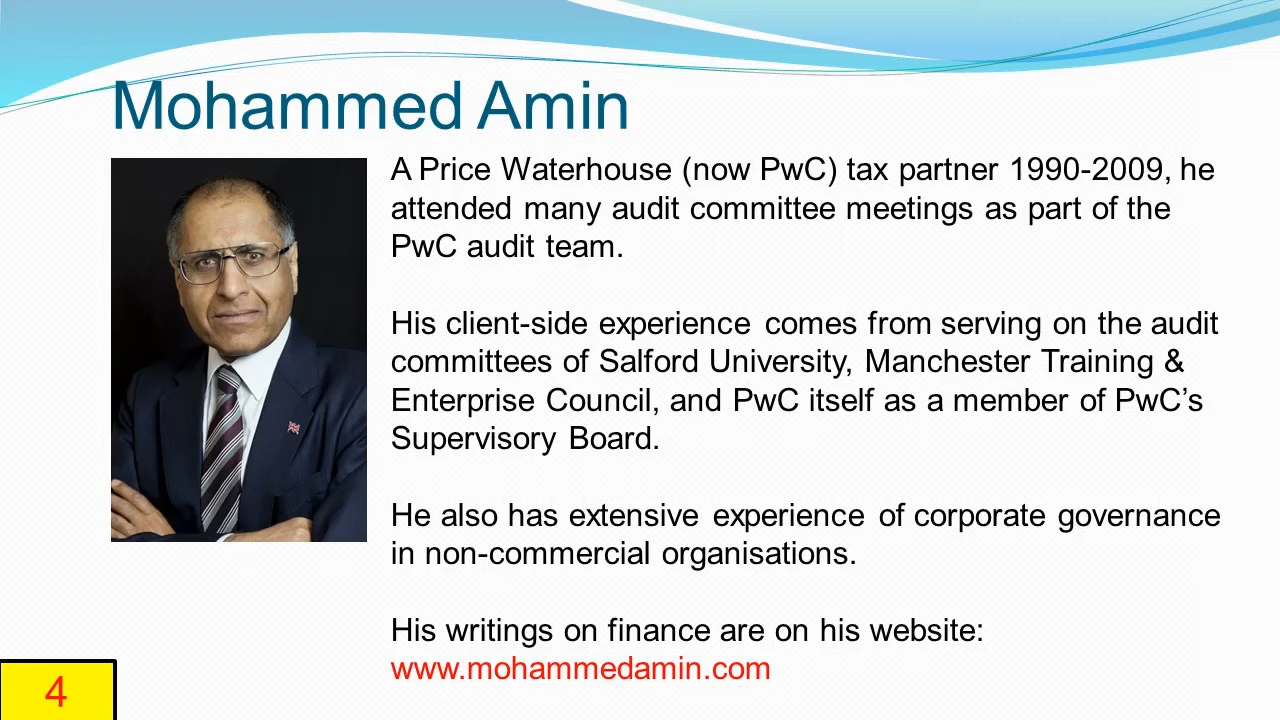 Mohammed Amin
A Price Waterhouse (now PwC) tax partner 1990-2009, he
attended many audit committee meetings as part of the
PwC audit team.
His client-side experience comes from serving on the audit
committees of Salford University, Manchester Training &
Enterprise Council, and PwC itself as a member of PwC’s
Supervisory Board.
He also has extensive experience of corporate governance
in non-commercial organisations.
His writings on finance are on his website:
www.mohammedamin.com
4